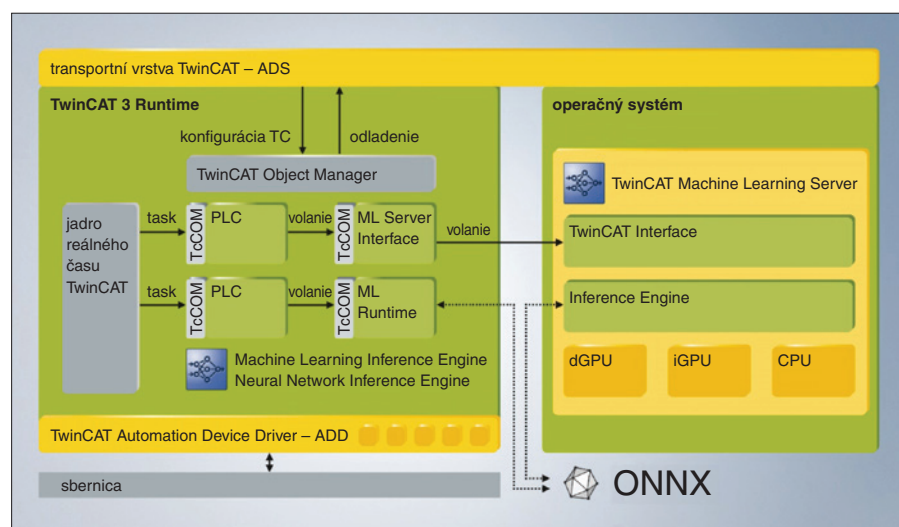 transportní vrstva TwinCAT – ADS
TwinCAT 3 Runtime
konfigurácia TC
odladenie
TwinCAT Object Manager
jadro
reálného
času
TwinCAT
task
TcCOM
PLC
volanie
TcCOM
ML Server
Interface
volanie
task
TcCOM
PLC
volanie
TcCOM
ML
Runtime
Machine Learning Inference Engine
Neural Network Inference Engine
TwinCAT Automation Device Driver – ADD
sbernica
operačný systém
TwinCAT Machine Learning Server
TwinCAT Interface
Inference Engine
dGPU
iGPU
CPU
ONNX